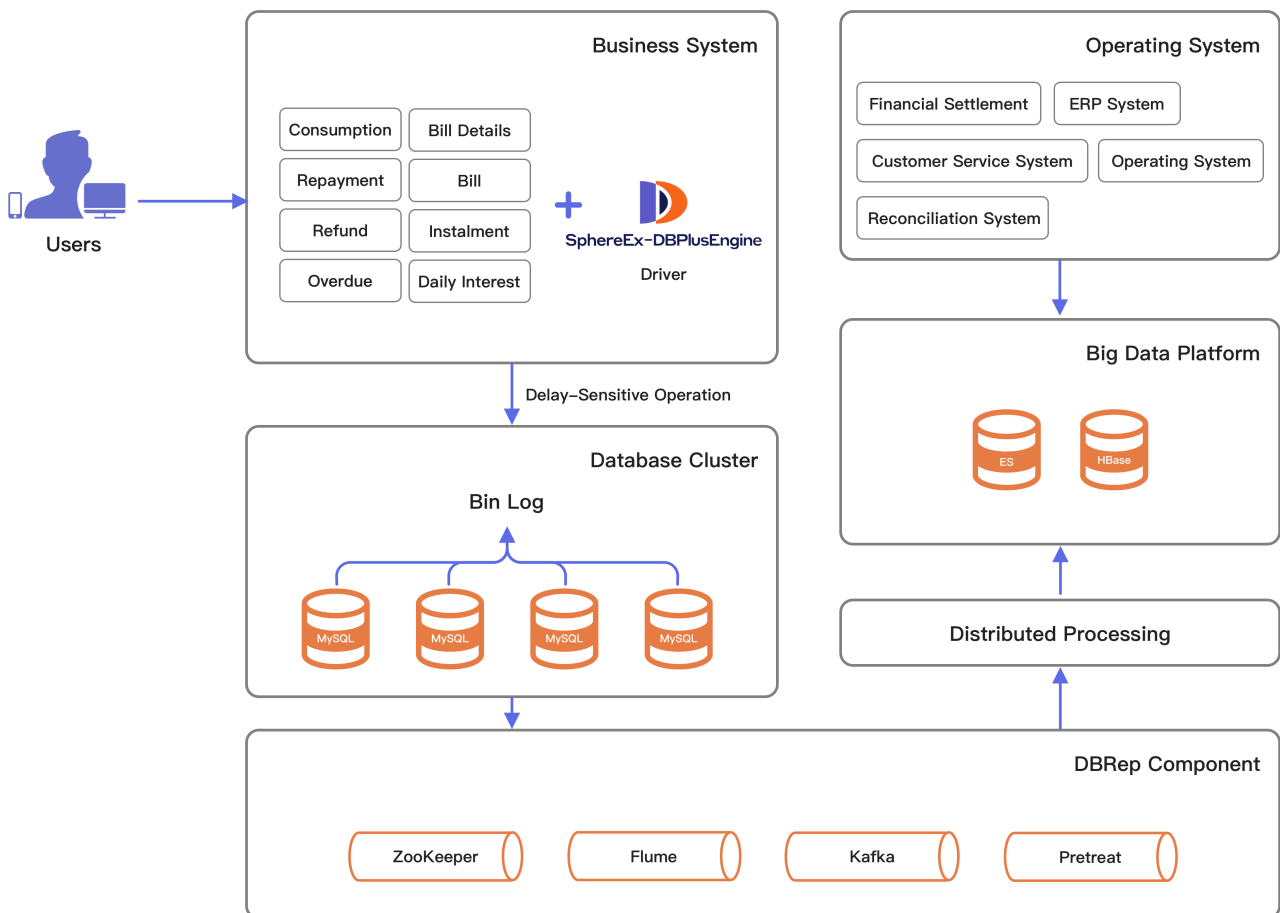 Users
Business System
Consumption
Bill Details
Repayment
Bill
Refund
Instalment
Overdue
Daily Interest
SphereEx-DBPlusEngine
Driver
Delay-Sensitive Operation
Database Cluster
Bin Log
MySQL
MySQL
MySQL
MySQL
Operating System
Financial Settlement
ERP System
Customer Service System
Operating System
Reconciliation System
Big Data Platform
ES
HBase
Distributed Processing
DBRep Component
ZooKeeper
Flume
Kafka
Pretreat